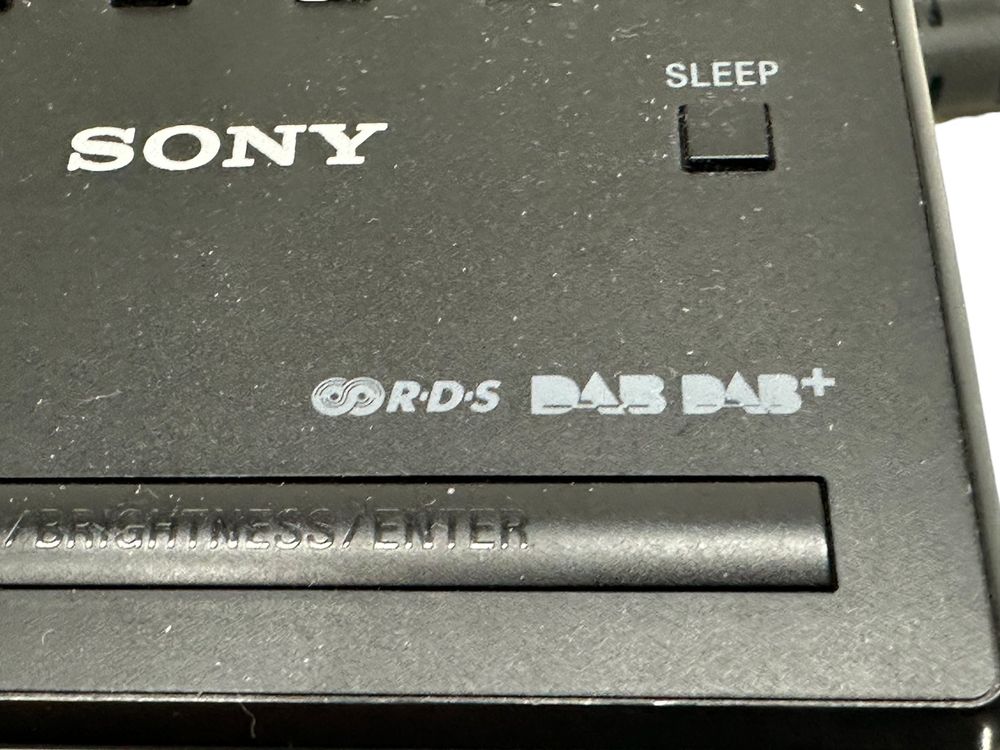 SLEEP
SONY
R·D·S DAB DAB+
/BRIGHTNESS/ENTER